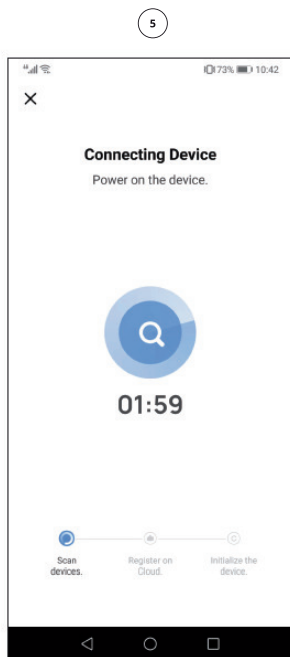 5
73% 10:42
Connecting Device
Power on the device.
01:59
Scan devices.
Register on Cloud.
Initialize the device.